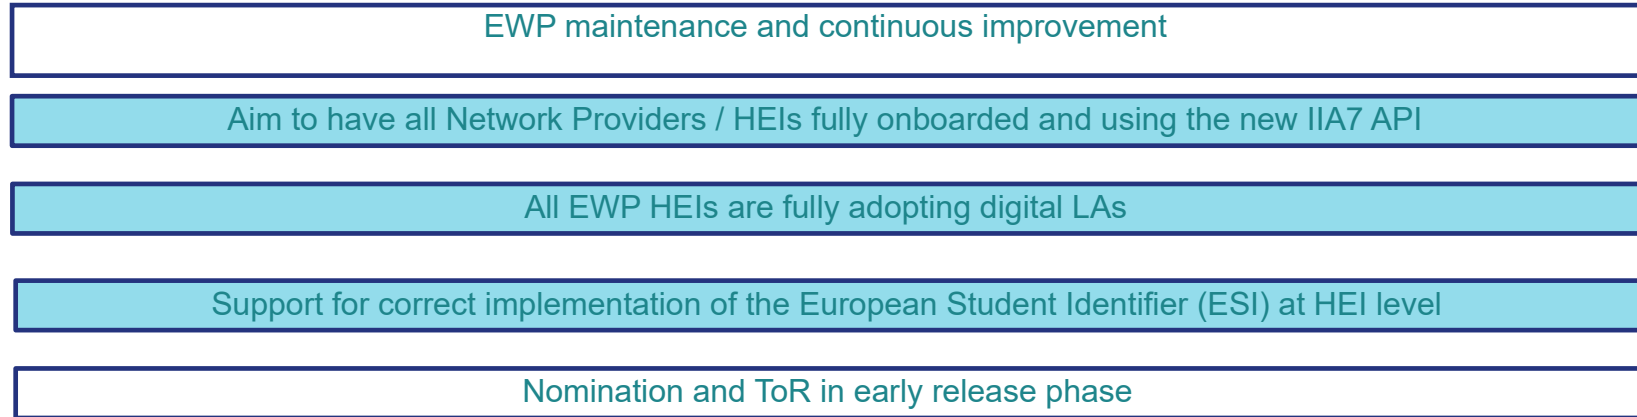 EWP maintenance and continuous improvement
Aim to have all Network Providers / HEIs fully onboarded and using the new IIA7 API
All EWP HEIs are fully adopting digital LAs
Support for correct implementation of the European Student Identifier (ESI) at HEI level
Nomination and ToR in early release phase